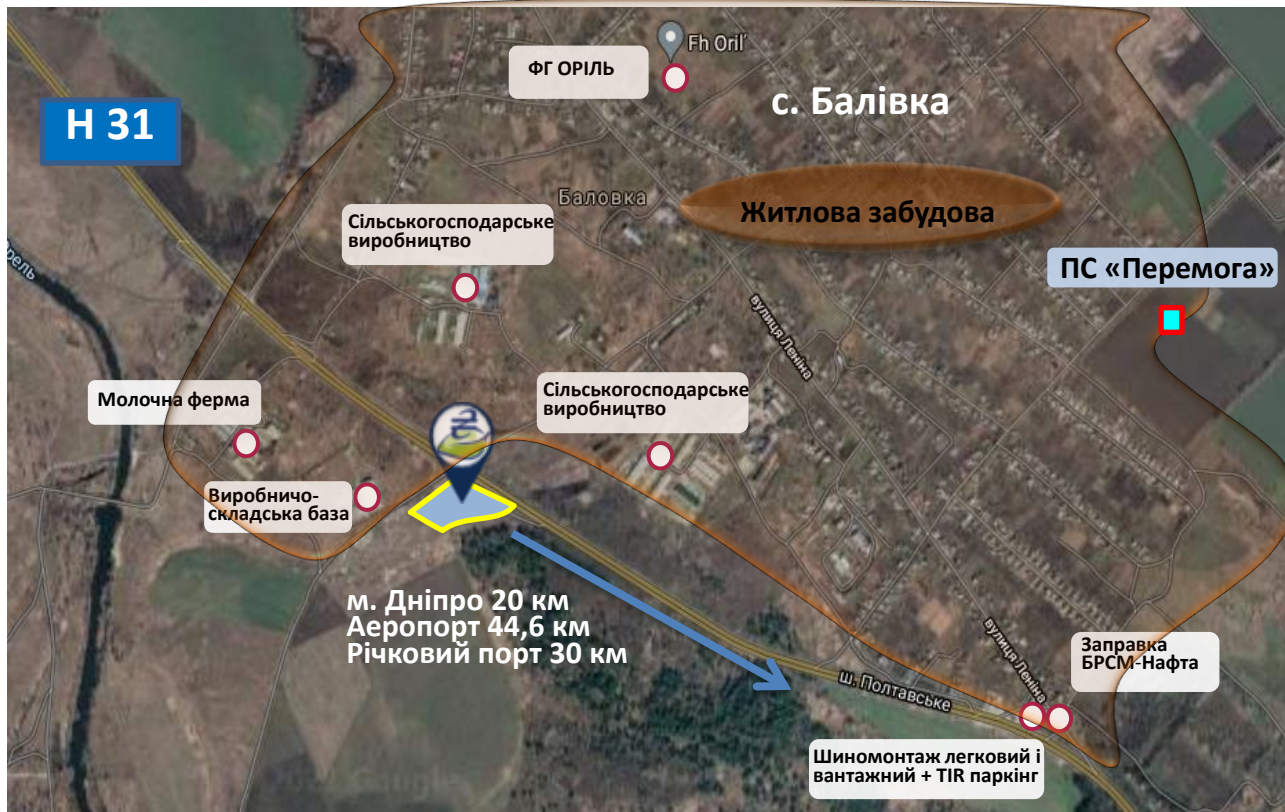 Fh Oril'
ФГ ОРІЛЬ
с. Балівка
Н 31
Баловка
Житлова забудова
Сільськогосподарське
виробництво
ПС «Перемога»
вулиця Леніна
Молочна ферма
Сільськогосподарське
виробництво
Виробничо-
складська база
м. Дніпро 20 км
Аеропорт 44,6 км
Річковий порт 30 км
вулиця Леніна
Заправка
БРСМ-Нафта
ш. Полтавське
Шиномонтаж легковий і
вантажний + TIR паркінг